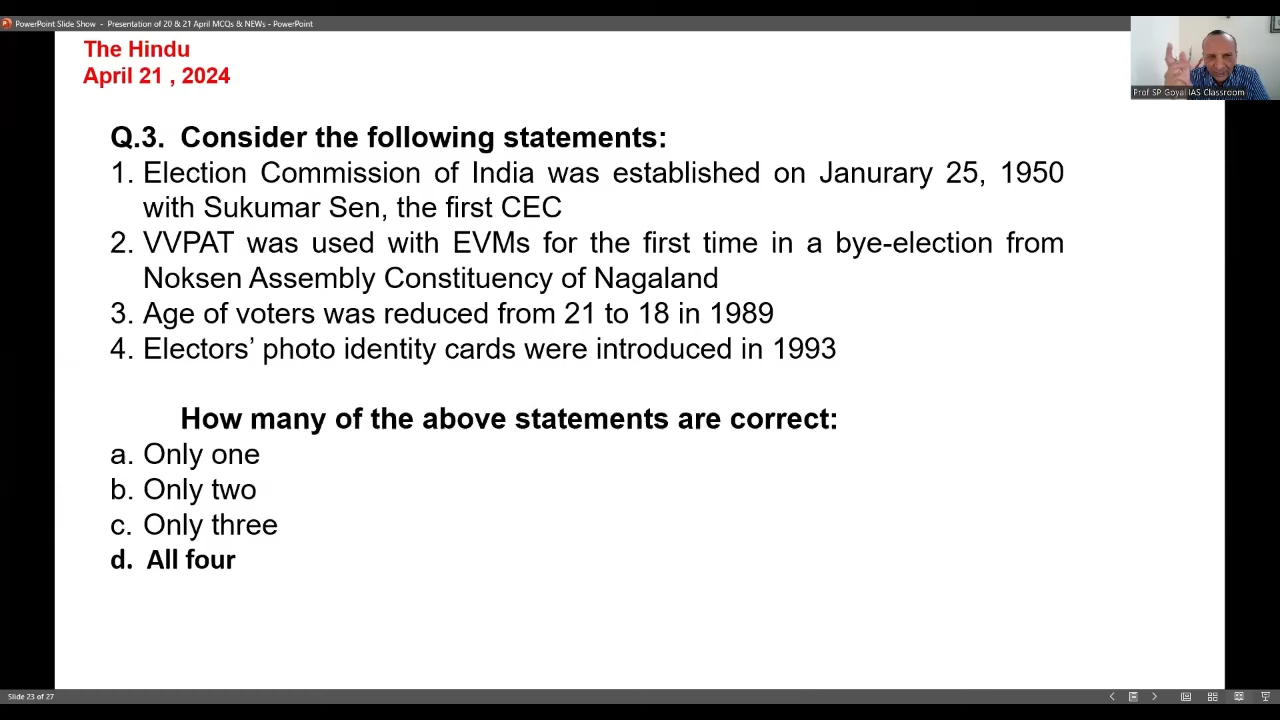 PowerPoint Slide Show - Presentation of 20 & 21 April MCQs & NEWs - PowerPoint
The Hindu
April 21 , 2024
Prof SP Goyal IAS Classroom
Q.3. Consider the following statements:
1. Election Commission of India was established on Janurary 25, 1950
with Sukumar Sen, the first CEC
2. VVPAT was used with EVMs for the first time in a bye-election from
Noksen Assembly Constituency of Nagaland
3. Age of voters was reduced from 21 to 18 in 1989
4. Electors’ photo identity cards were introduced in 1993
How many of the above statements are correct:
a. Only one
b. Only two
c. Only three
d. All four
Slide 23 of 27